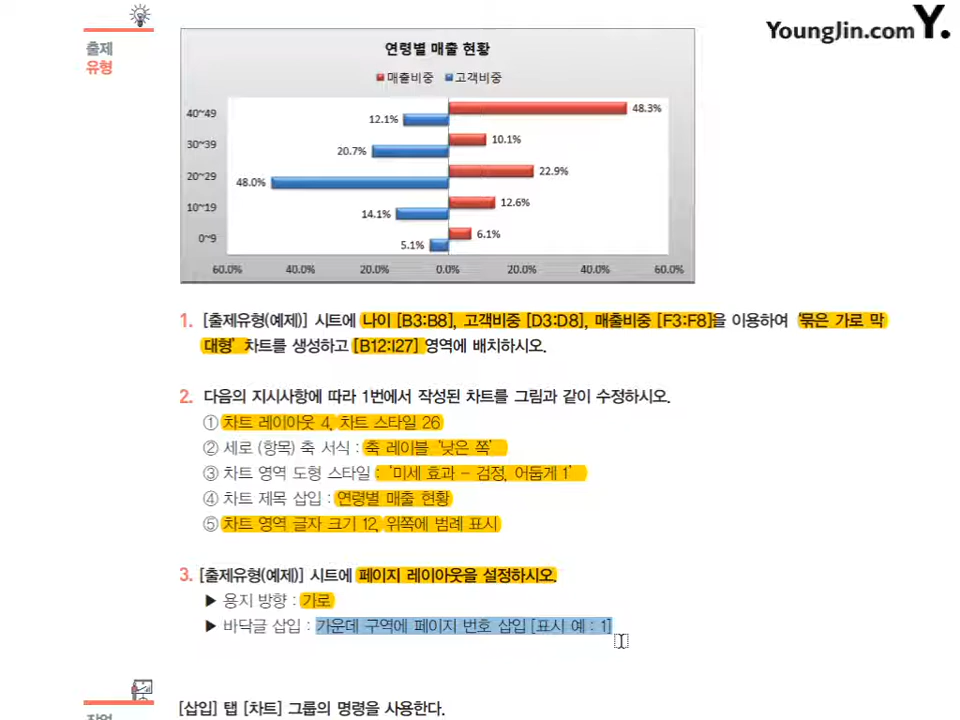 YoungJin.com Y.
출제
유형
연령별 매출 현황
매출비중 고객비중
40~49 12.1% 48.3%
30~39 20.7% 10.1%
20~29 48.0% 22.9%
10~19 14.1% 12.6%
0~9 5.1% 6.1%
60.0% 40.0% 20.0% 0.0% 20.0% 40.0% 60.0%
1. [출제유형(예제)] 시트에 나이 [B3:B8], 고객비중 [D3:D8], 매출비중 [F3:F8]을 이용하여 ‘묶은 가로 막
대형’ 차트를 생성하고 [B12:I27] 영역에 배치하시오.
2. 다음의 지시사항에 따라 1번에서 작성된 차트를 그림과 같이 수정하시오.
① 차트 레이아웃 4, 차트 스타일 26
② 세로 (항목) 축 서식 : 축 레이블 ‘낮은 쪽’
③ 차트 영역 도형 스타일 : ‘미세 효과 – 검정, 어둡게 1’
④ 차트 제목 삽입 : 연령별 매출 현황
⑤ 차트 영역 글자 크기 12, 위쪽에 범례 표시
3. [출제유형(예제)] 시트에 페이지 레이아웃을 설정하시오.
▶ 용지 방향 : 가로
▶ 바닥글 삽입 : 가운데 구역에 페이지 번호 삽입 [표시 예 : 1]
[삽입] 탭 [차트] 그룹의 명령을 사용한다.